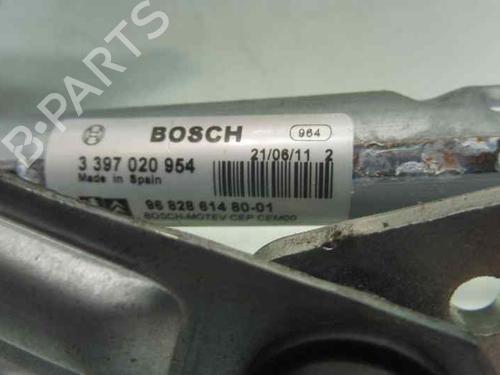 BOSCH 964
3 397 020 954 21/06/11 2
Made in Spain
96 828 614 80-01
BOSCH-MOTEV CEP CEM00
B-PARTS